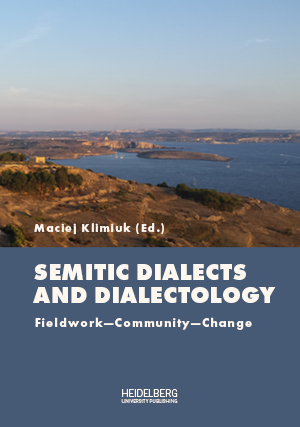 Maciej Klimiuk (Ed.)
SEMITIC DIALECTS
AND DIALECTOLOGY
Fieldwork—Community—Change
HEIDELBERG
UNIVERSITY PUBLISHING